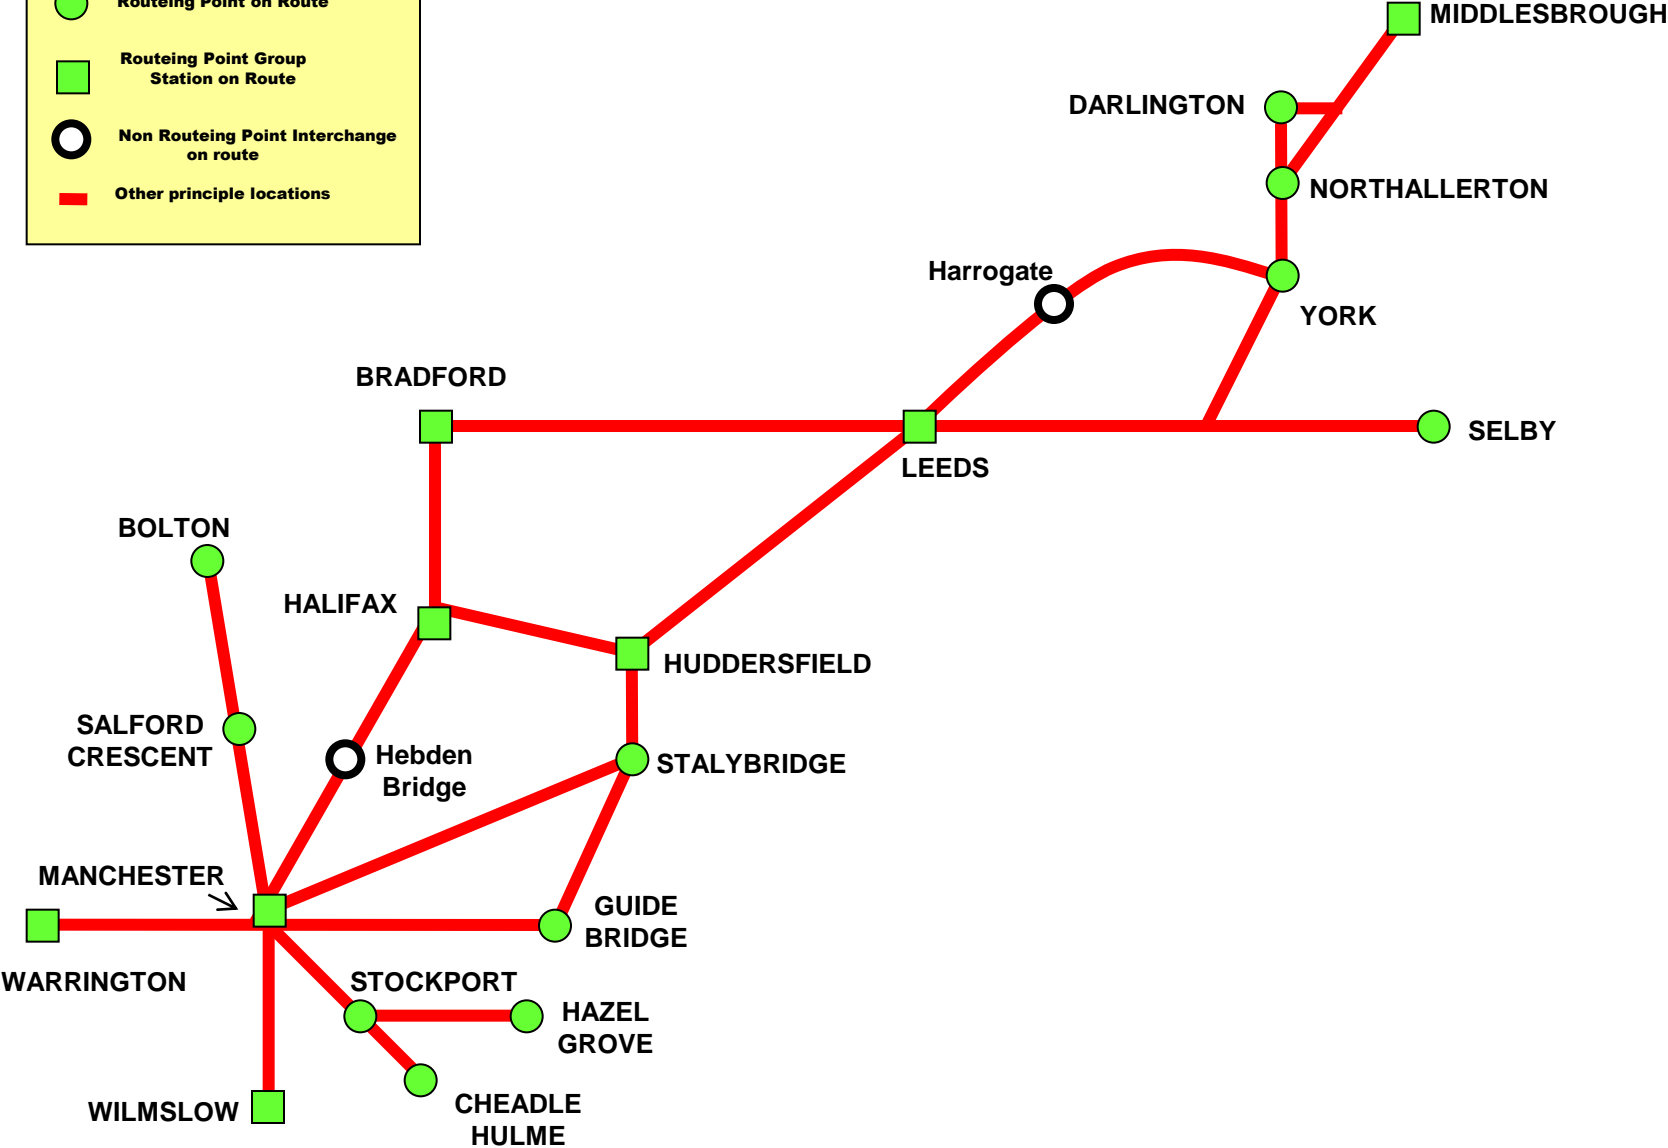 Routeing Point on Route
Routeing Point Group
Station on Route
Non Routeing Point Interchange
on route
Other principle locations
MIDDLESBROUGH
DARLINGTON
NORTHALLERTON
Harrogate
YORK
BRADFORD
SELBY
LEEDS
BOLTON
HALIFAX
HUDDERSFIELD
SALFORD
CRESCENT
Hebden
Bridge
STALYBRIDGE
MANCHESTER
GUIDE
BRIDGE
WARRINGTON
STOCKPORT
HAZEL
GROVE
WILMSLOW
CHEADLE
HULME